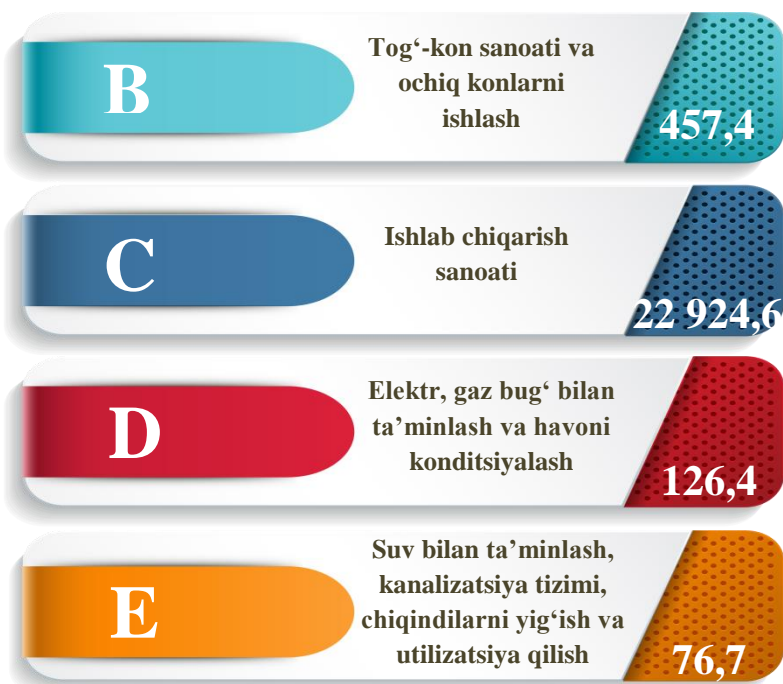 B
Tog‘-kon sanoati va
ochiq konlarni
ishlash
457,4
C
Ishlab chiqarish
sanoati
22 924,6
D
Elektr, gaz bug‘ bilan
ta’minlash va havoni
konditsiyalash
126,4
E
Suv bilan ta’minlash,
kanalizatsiya tizimi,
chiqindilarni yig‘ish va
utilizatsiya qilish
76,7